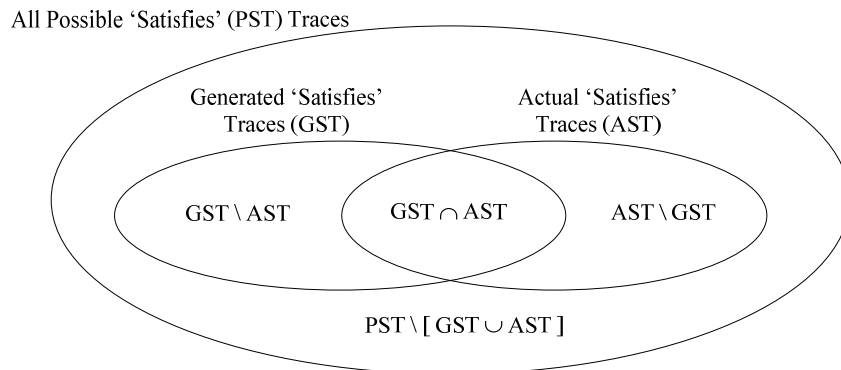 All Possible ‘Satisfies’ (PST) Traces
Generated ‘Satisfies’
Traces (GST)
Actual ‘Satisfies’
Traces (AST)
GST \ AST
GST ∩ AST
AST \ GST
PST \ [ GST ∪ AST ]